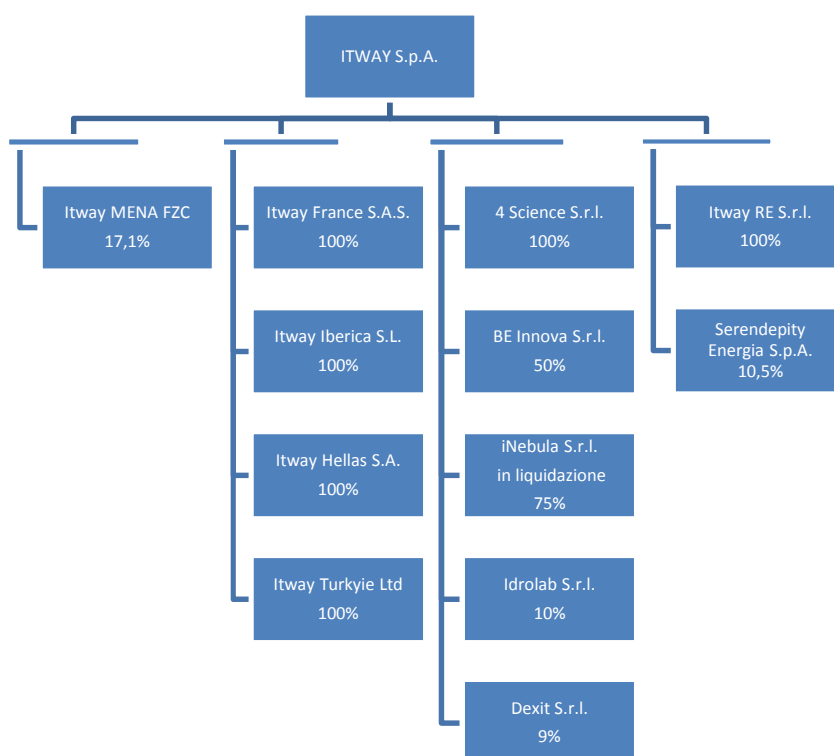 ITWAY S.p.A.
Itway MENA FZC
17,1%
Itway France S.A.S.
100%
Itway Iberica S.L.
100%
Itway Hellas S.A.
100%
Itway Turkyie Ltd
100%
4 Science S.r.l.
100%
BE Innova S.r.l.
50%
iNebula S.r.l.
in liquidazione
75%
Idrolab S.r.l.
10%
Dexit S.r.l.
9%
Itway RE S.r.l.
100%
Serendepity
Energia S.p.A.
10,5%